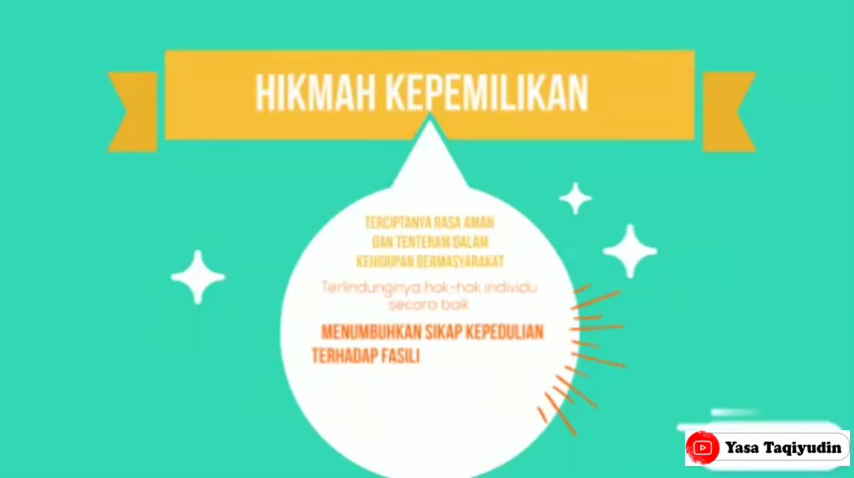 HIKMAH KEPEMILIKAN
TERCIPTANYA RASA AMAN
DAN TENTERAM DALAM
KEHIDUPAN BERMASYARAKAT
Terlindunginya hak-hak individu
secara baik
MENUMBUHKAN SIKAP KEPEDULIAN
TERHADAP FASILI
Yasa Taqiyudin